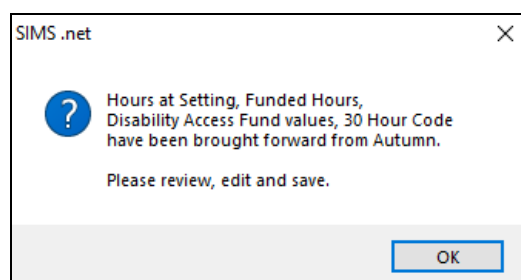 SIMS .net
?
Hours at Setting, Funded Hours,
Disability Access Fund values, 30 Hour Code
have been brought forward from Autumn.
Please review, edit and save.
OK